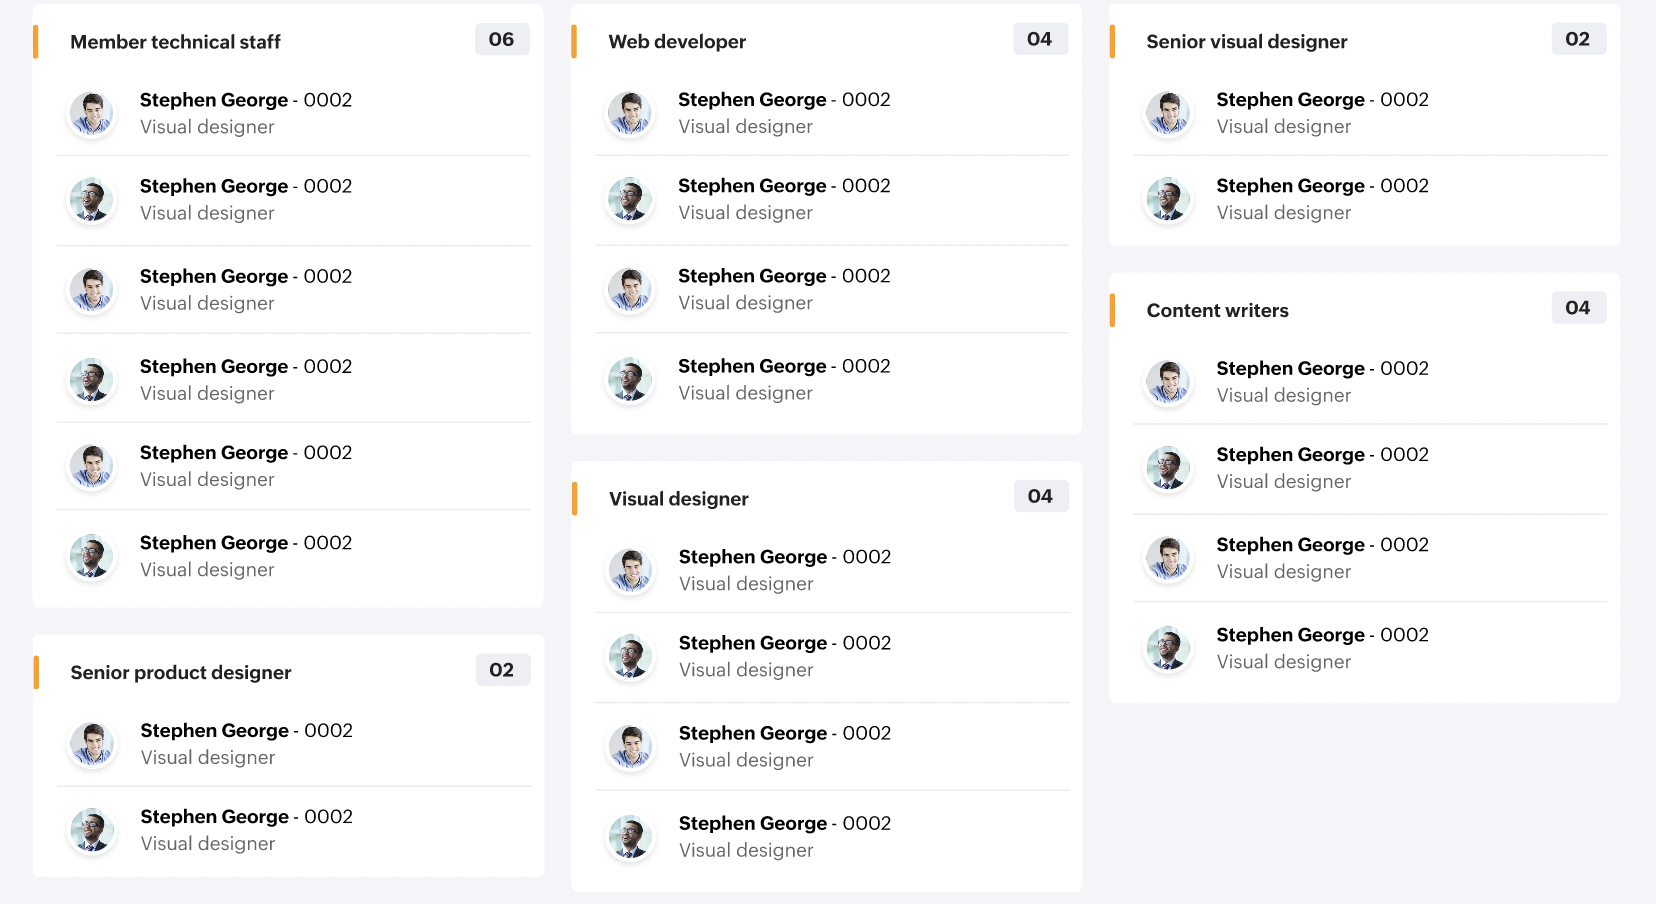 Member technical staff
06
Stephen George - 0002
Visual designer
Stephen George - 0002
Visual designer
Stephen George - 0002
Visual designer
Stephen George - 0002
Visual designer
Stephen George - 0002
Visual designer
Stephen George - 0002
Visual designer
Senior product designer
02
Stephen George - 0002
Visual designer
Stephen George - 0002
Visual designer
Web developer
04
Stephen George - 0002
Visual designer
Stephen George - 0002
Visual designer
Stephen George - 0002
Visual designer
Stephen George - 0002
Visual designer
Visual designer
04
Stephen George - 0002
Visual designer
Stephen George - 0002
Visual designer
Stephen George - 0002
Visual designer
Stephen George - 0002
Visual designer
Senior visual designer
02
Stephen George - 0002
Visual designer
Stephen George - 0002
Visual designer
Content writers
04
Stephen George - 0002
Visual designer
Stephen George - 0002
Visual designer
Stephen George - 0002
Visual designer
Stephen George - 0002
Visual designer